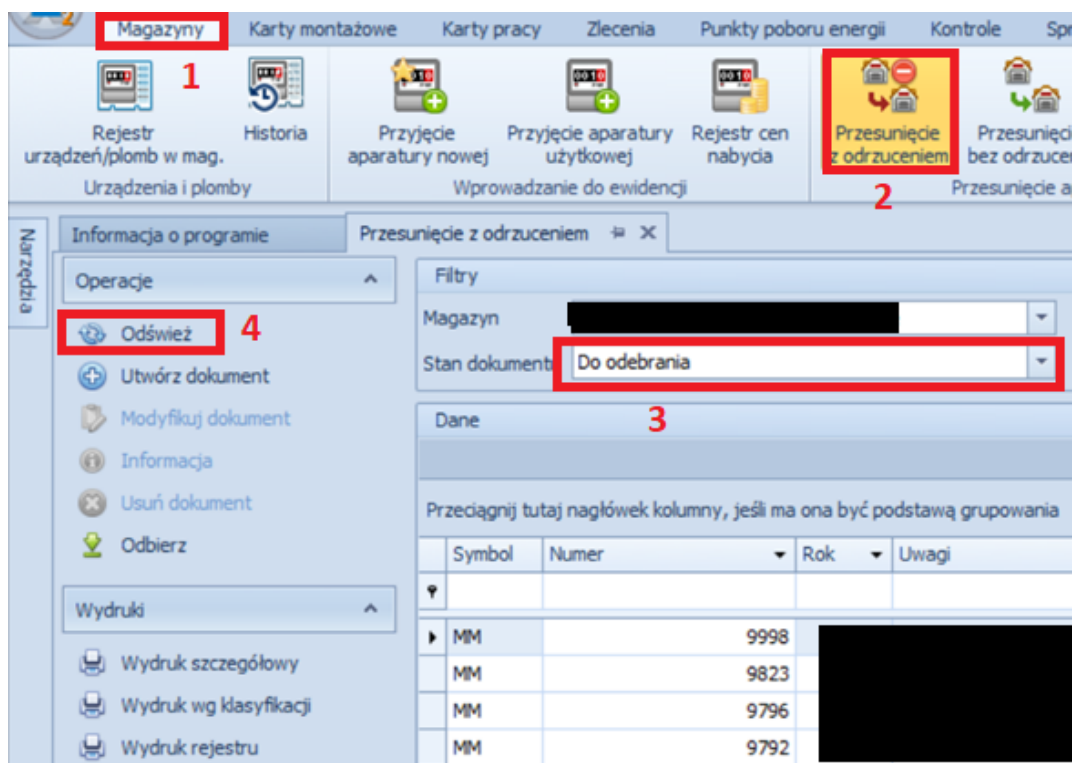 Magazyny Karty montażowe Karty pracy Zlecenia Punkty poboru energii Kontrole
1
Rejestr urządzeń/plomb w mag.
Historia
Przyjęcie aparatury nowej
Przyjęcie aparatury użytkowej
Rejestr cen nabycia
Przesunięcie z odrzuceniem
2
Urządzenia i plomby
Wprowadzanie do ewidencji
Narzędzia
Informacja o programie
Przesunięcie z odrzuceniem
Operacje
Odśwież
4
Utwórz dokument
Modyfikuj dokument
Informacja
Usuń dokument
Odbierz
Wydruki
Wydruk szczegółowy
Wydruk wg klasyfikacji
Wydruk rejestru
Filtry
Magazyn
Stan dokument
Do odebrania
3
Dane
Przeciągnij tutaj nagłówek kolumny, jeśli ma ona być podstawą grupowania
Symbol Numer Rok Uwagi
MM 9998
MM 9823
MM 9796
MM 9792